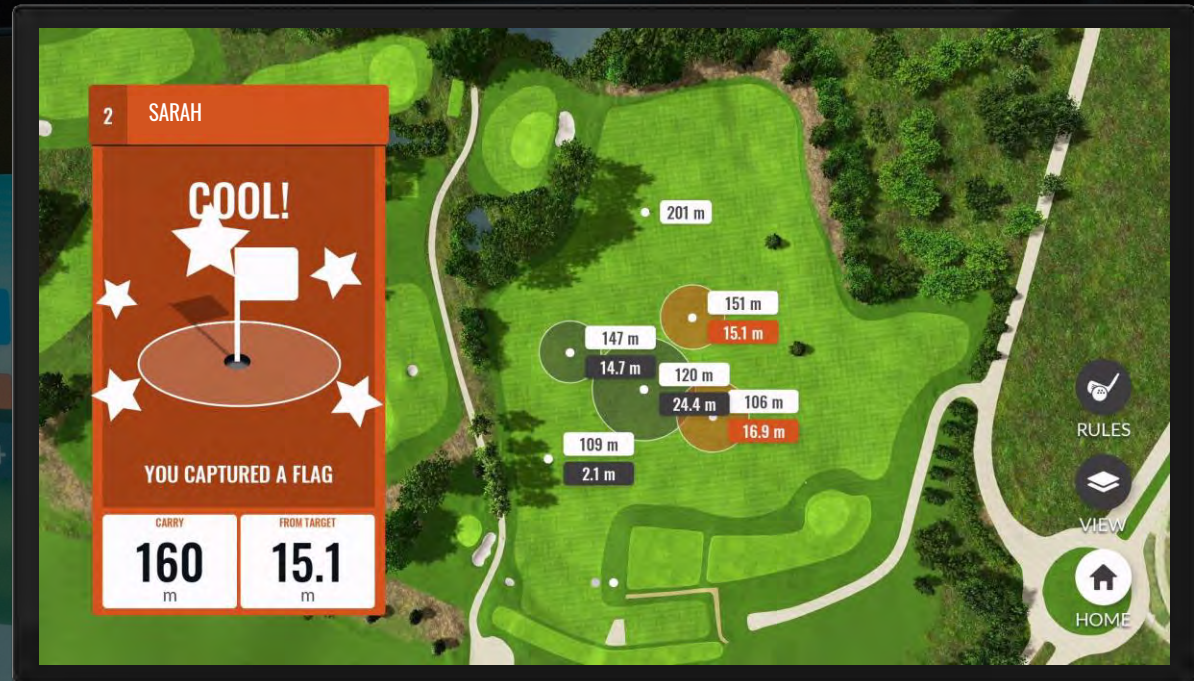 2 SARAH
COOL!
YOU CAPTURED A FLAG
CARRY
160
m
FROM TARGET
15.1
m
201 m
151 m
15.1 m
147 m
14.7 m
120 m
24.4 m
106 m
16.9 m
109 m
2.1 m
RULES
VIEW
HOME